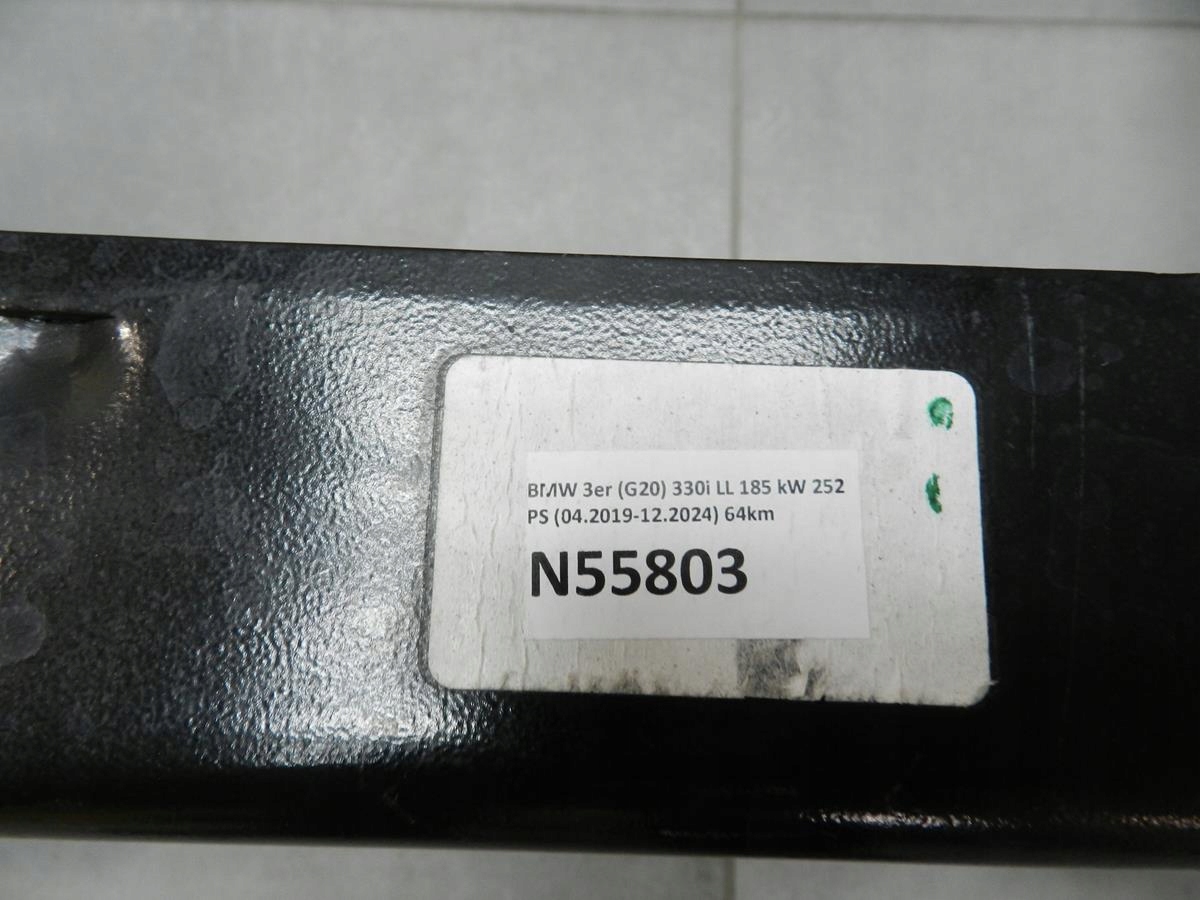 BMW 3er (G20) 330i LL 185 kW 252
PS (04.2019-12.2024) 64km
N55803